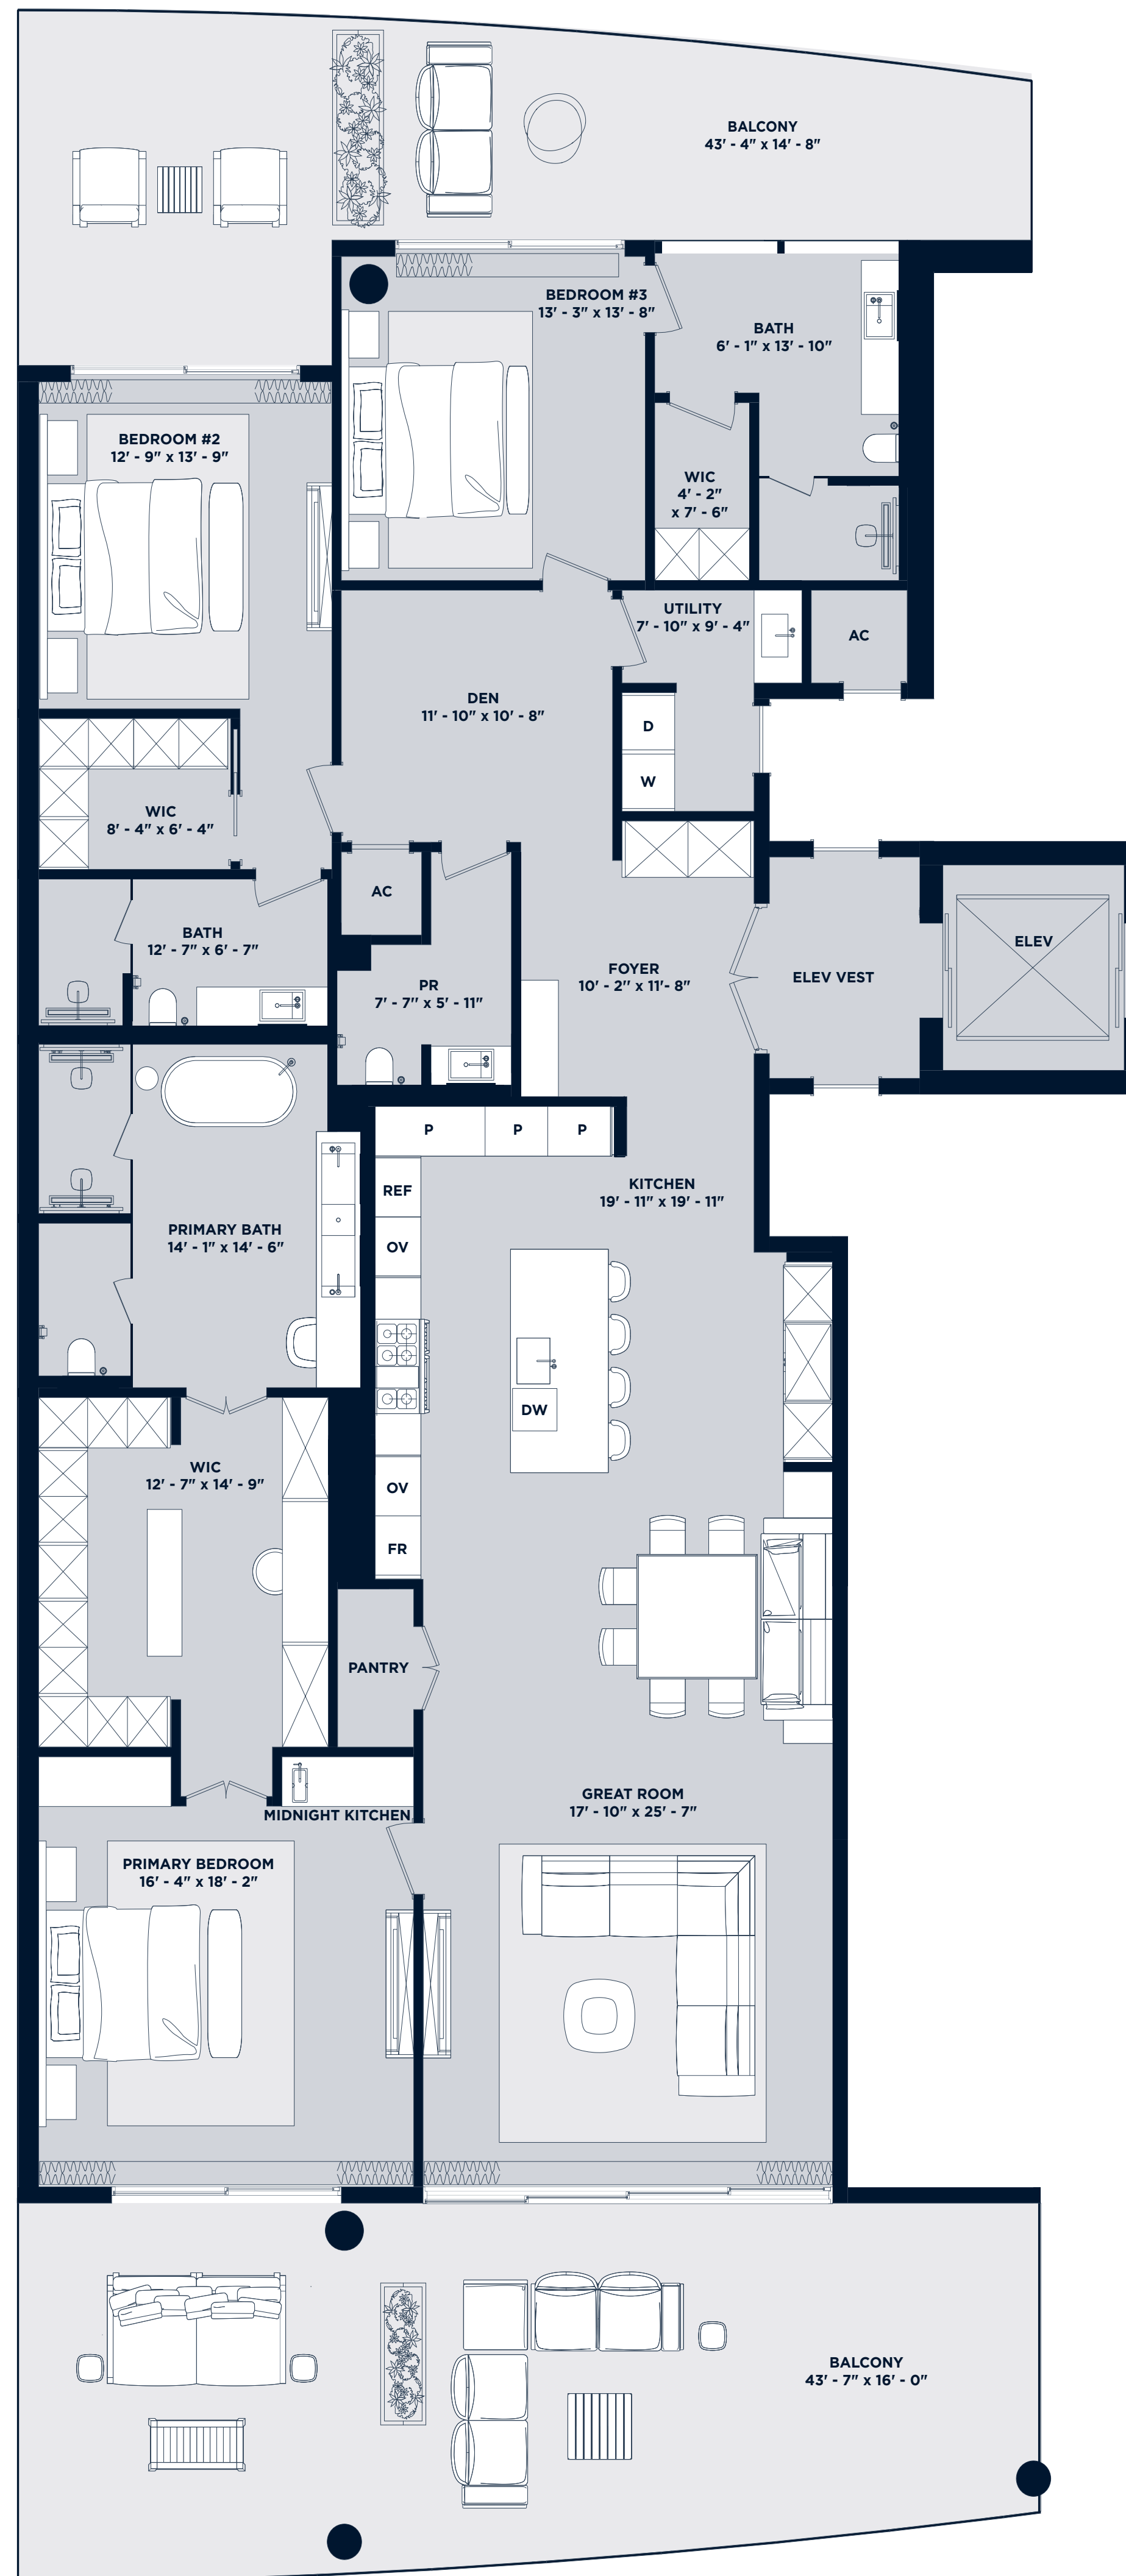 BALCONY
43' - 4" x 14' - 8"
BEDROOM #3
13' - 3" x 13' - 8"
BATH
6' - 1" x 13' - 10"
BEDROOM #2
12' - 9" x 13' - 9"
WIC
4' - 2"
x 7' - 6"
UTILITY
7' - 10" x 9' - 4"
AC
DEN
11' - 10" x 10' - 8"
D
W
WIC
8' - 4" x 6' - 4"
AC
BATH
12' - 7" x 6' - 7"
ELEV
FOYER
10' - 2'' x 11'- 8"
ELEV VEST
PR
7' - 7'' x 5' - 11"
P
P
P
REF
KITCHEN
19' - 11" x 19' - 11"
PRIMARY BATH
14' - 1" x 14' - 6"
OV
DW
WIC
12' - 7" x 14' - 9"
OV
FR
PANTRY
GREAT ROOM
17' - 10" x 25' - 7"
MIDNIGHT KITCHEN
PRIMARY BEDROOM
16' - 4" x 18' - 2"
BALCONY
43' - 7" x 16' - 0"